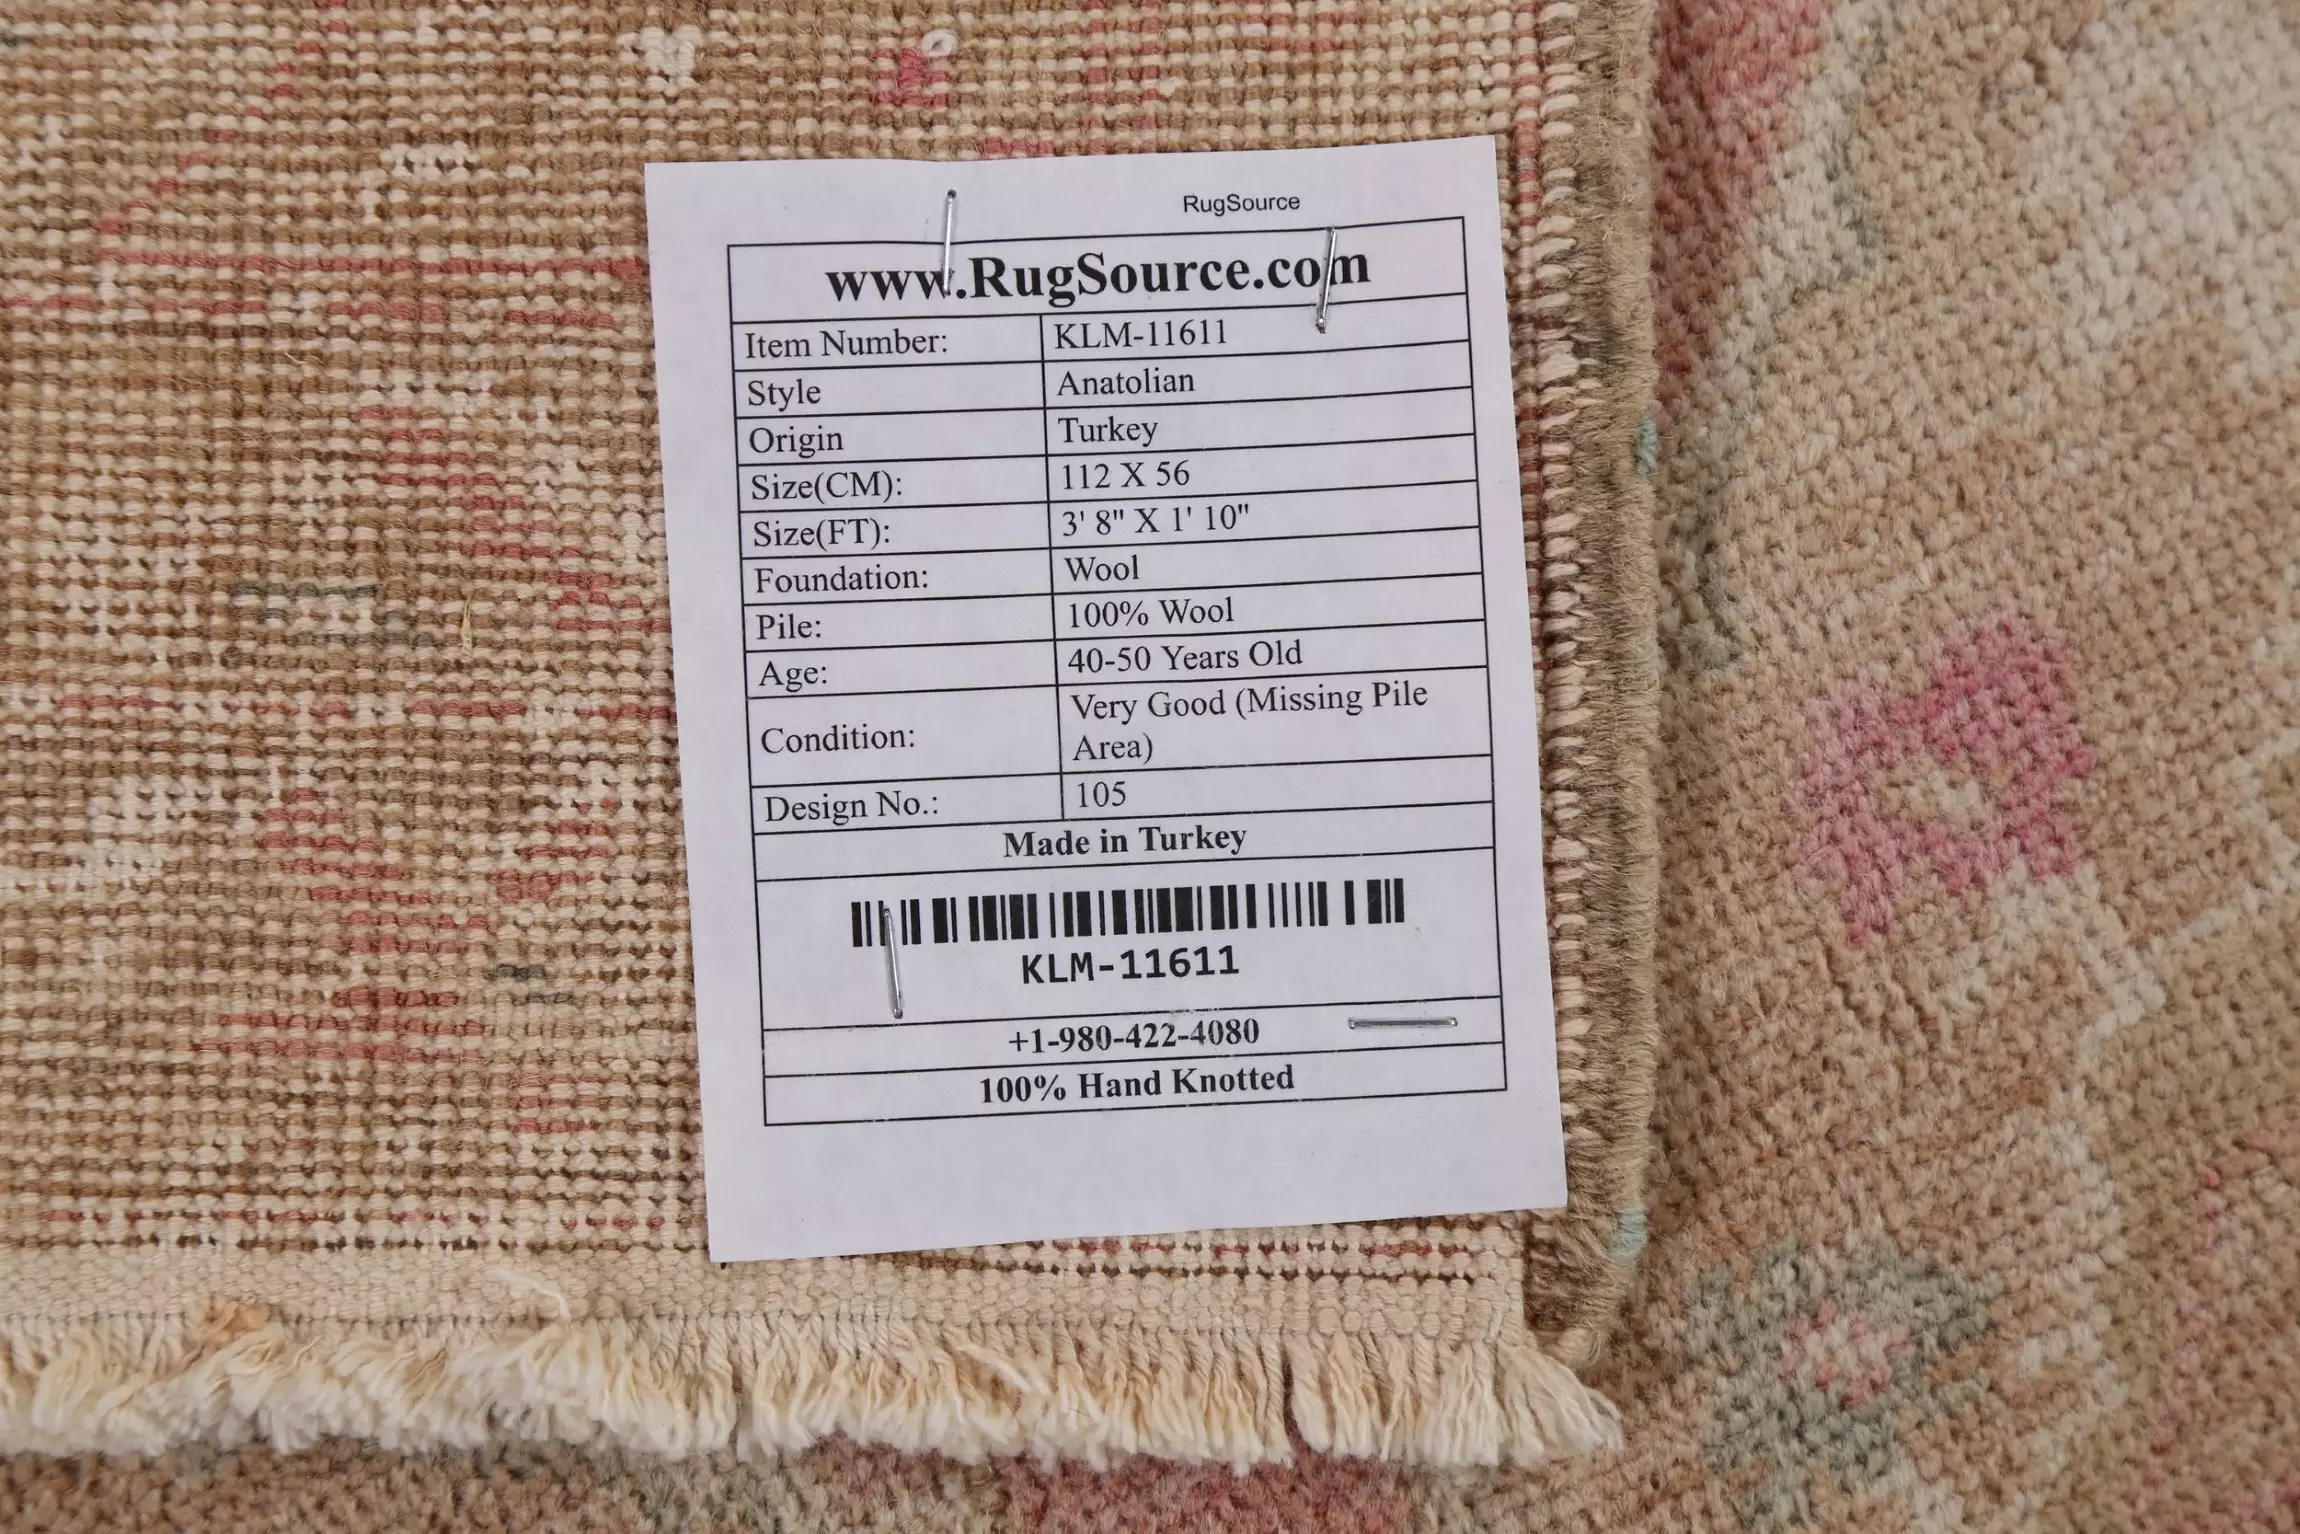 RugSource
www.RugSource.com
Item Number: KLM-11611
Style Anatolian
Origin Turkey
Size(CM): 112 X 56
Size(FT): 3' 8" X 1' 10"
Foundation: Wool
Pile: 100% Wool
Age: 40-50 Years Old
Condition: Very Good (Missing Pile
Area)
Design No.: 105
Made in Turkey
KLM-11611
+1-980-422-4080
100% Hand Knotted